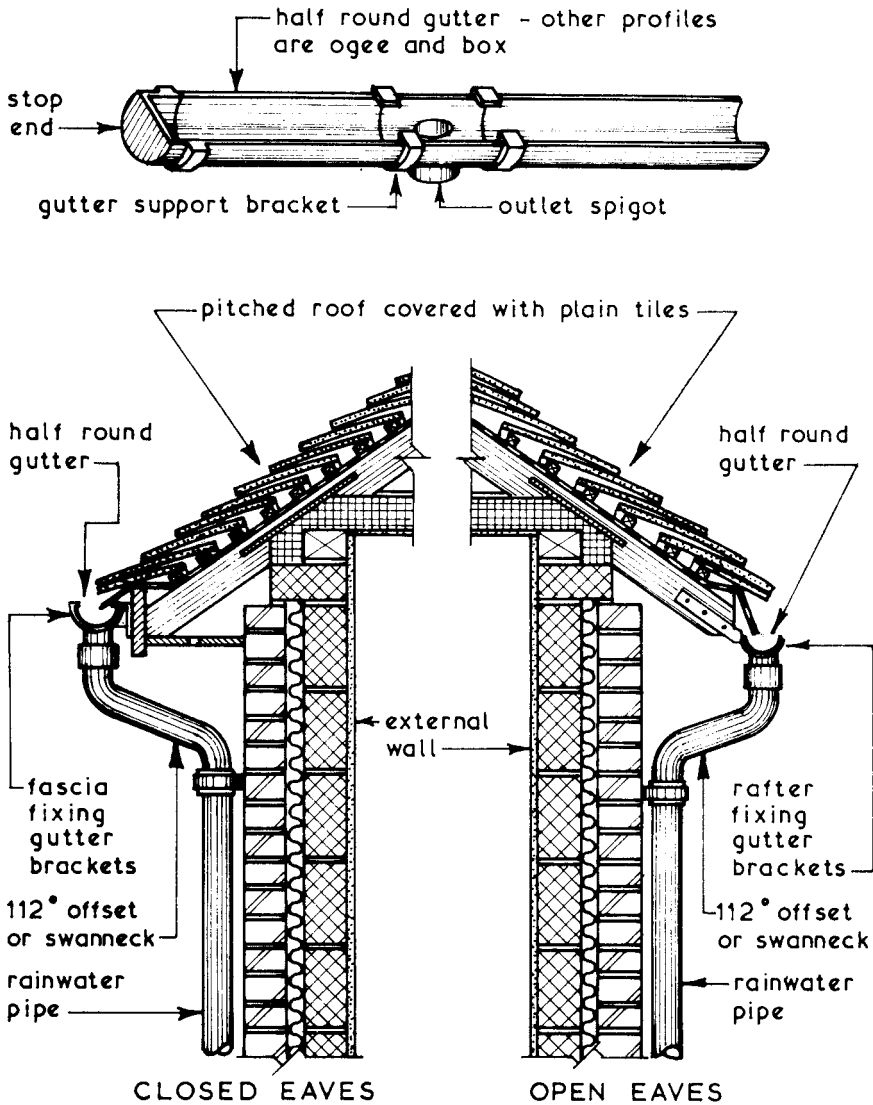 half round gutter - other profiles
are ogee and box
stop
end
gutter support bracket
outlet spigot
pitched roof covered with plain tiles
half round
gutter
half round
gutter
external
wall
fascia
fixing
gutter
brackets
rafter
fixing
gutter
brackets
112° offset
or swanneck
112° offset
or swanneck
rainwater
pipe
rainwater
pipe
CLOSED EAVES
OPEN EAVES